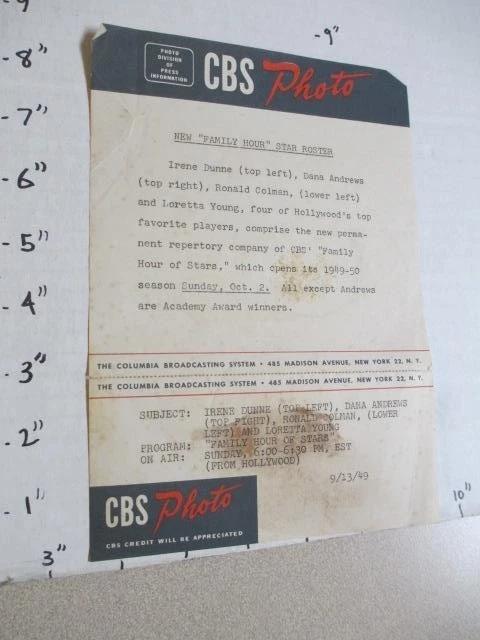 -9"
- 8"
- 7"
- 6"
- 5"
- 4"
- 3"
- 2"
- 1"
3"
10"
PHOTO
DIVISION
OF
PRESS
INFORMATION
CBS Photo
NEW "FAMILY HOUR" STAR ROSTER
Irene Dunne (top left), Dana Andrews
(top right), Ronald Colman, (lower left)
and Loretta Young, four of Hollywood's top
favorite players, comprise the new perma-
nent repertory company of CBS' "Family
Hour of Stars," which opens its 1949-50
season Sunday, Oct. 2. All except Andrews
are Academy Award winners.
THE COLUMBIA BROADCASTING SYSTEM • 485 MADISON AVENUE, NEW YORK 22, N. Y.
THE COLUMBIA BROADCASTING SYSTEM • 485 MADISON AVENUE, NEW YORK 22, N. Y.
SUBJECT: IRENE DUNNE (TOP LEFT), DANA ANDREWS
(TOP RIGHT), RONALD COLMAN, (LOWER
LEFT) AND LORETTA YOUNG
PROGRAM: "FAMILY HOUR OF STARS"
ON AIR: SUNDAY, 6:00-6:30 PM, EST
(FROM HOLLYWOOD)
9/13/49
CBS Photo
CBS CREDIT WILL BE APPRECIATED